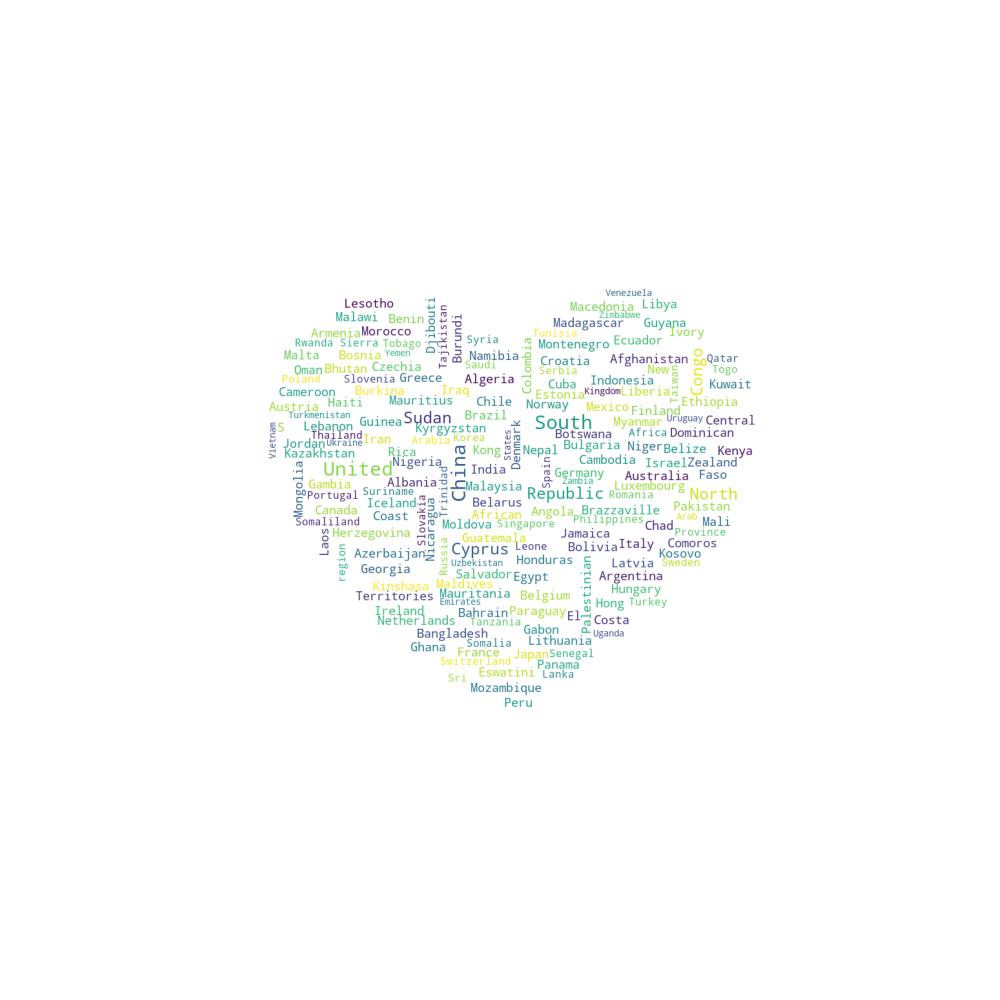 Venezuela
Lesotho
Macedonia
Libya
Djibouti
Tajikistan
Malawi
Benin
Burundi
Zimbabwe
Madagascar
Guyana
Armenia
Morocco
Tunisia
Ivory
Rwanda
Sierra
Tobago
Syria
Colombia
Montenegro
Ecuador
Malta
Bosnia
Yemen
Namibia
Croatia
Afghanistan
Congo
Qatar
Oman
Bhutan
Czechia
Saudi
Serbia
New
Taiwan
Togo
Poland
Slovenia
Greece
Algeria
Cuba
Indonesia
Kuwait
Cameroon
Burkina
Iraq
Estonia
Kingdom
Liberia
Austria
Haiti
Mauritius
Chile
Norway
Mexico
Finland
Ethiopia
Turkmenistan
Guinea
Sudan
Brazil
South
Myanmar
Uruguay
Central
Vietnam
S
Lebanon
Kyrgyzstan
States
Denmark
Botswana
Africa
Dominican
Jordan
Thailand
Ukraine
Iran
Arabia
Korea
Bulgaria
Niger
Belize
Kazakhstan
Rica
China
Kong
Nepal
Kenya
United
Nigeria
India
Spain
Cambodia
Israel
Zealand
Mongolia
Gambia
Albania
Trinidad
Malaysia
Germany
Zambia
Australia
Faso
Portugal
Suriname
Republic
Luxembourg
Romania
North
Canada
Iceland
Slovakia
Nicaragua
Belarus
Angola
Brazzaville
Pakistan
Somaliland
Coast
African
Philippines
Arab
Mali
Laos
Herzegovina
Moldova
Singapore
Jamaica
Chad
Province
region
Azerbaijan
Russia
Guatemala
Cyprus
Leone
Bolivia
Italy
Comoros
Kosovo
Georgia
Uzbekistan
Honduras
Latvia
Sweden
Kinshasa
Maldives
Salvador
Egypt
Palestinian
Argentina
Territories
Mauritania
Belgium
Hungary
Ireland
Emirates
Bahrain
Paraguay
El
Hong
Turkey
Netherlands
Tanzania
Costa
Bangladesh
Gabon
Uganda
Ghana
Somalia
Lithuania
France
Japan
Senegal
Switzerland
Panama
Sri
Eswatini
Lanka
Mozambique
Peru